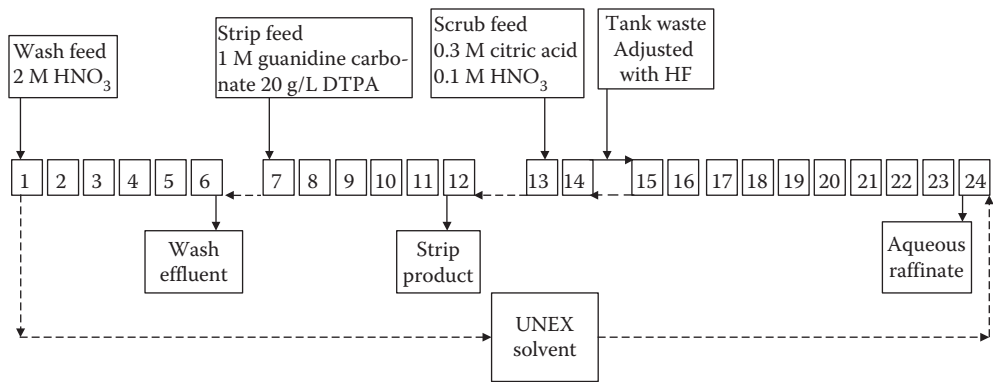 Wash feed
2 M HNO₃
Strip feed
1 M guanidine carbo-
nate 20 g/L DTPA
Scrub feed
0.3 M citric acid
0.1 M HNO₃
Tank waste
Adjusted
with HF
1 2 3 4 5 6 7 8 9 10 11 12 13 14 15 16 17 18 19 20 21 22 23 24
Wash
effluent
Strip
product
Aqueous
raffinate
UNEX
solvent